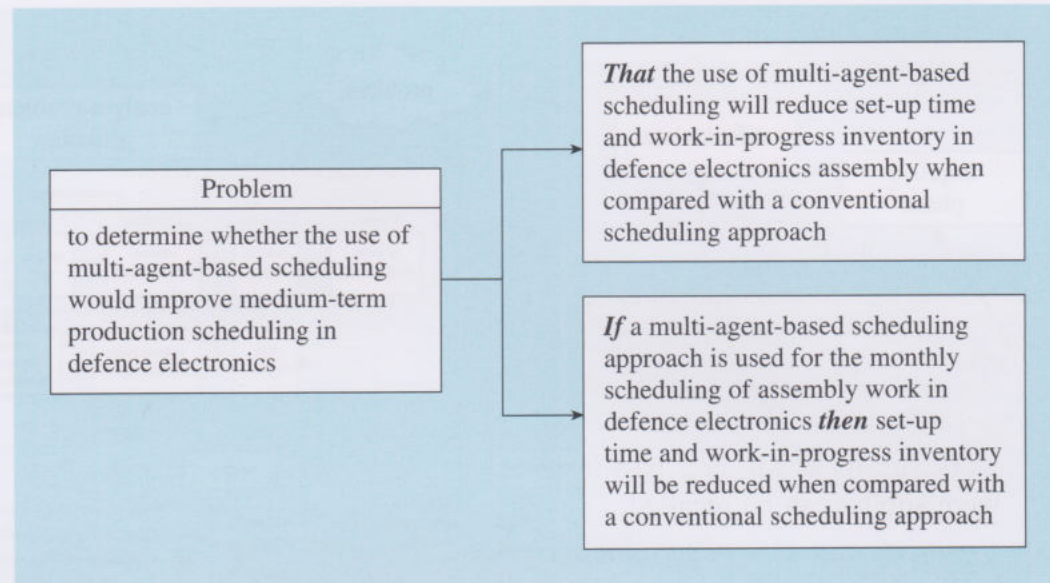 Problem
to determine whether the use of
multi-agent-based scheduling
would improve medium-term
production scheduling in
defence electronics
That the use of multi-agent-based
scheduling will reduce set-up time
and work-in-progress inventory in
defence electronics assembly when
compared with a conventional
scheduling approach
If a multi-agent-based scheduling
approach is used for the monthly
scheduling of assembly work in
defence electronics then set-up
time and work-in-progress inventory
will be reduced when compared with
a conventional scheduling approach